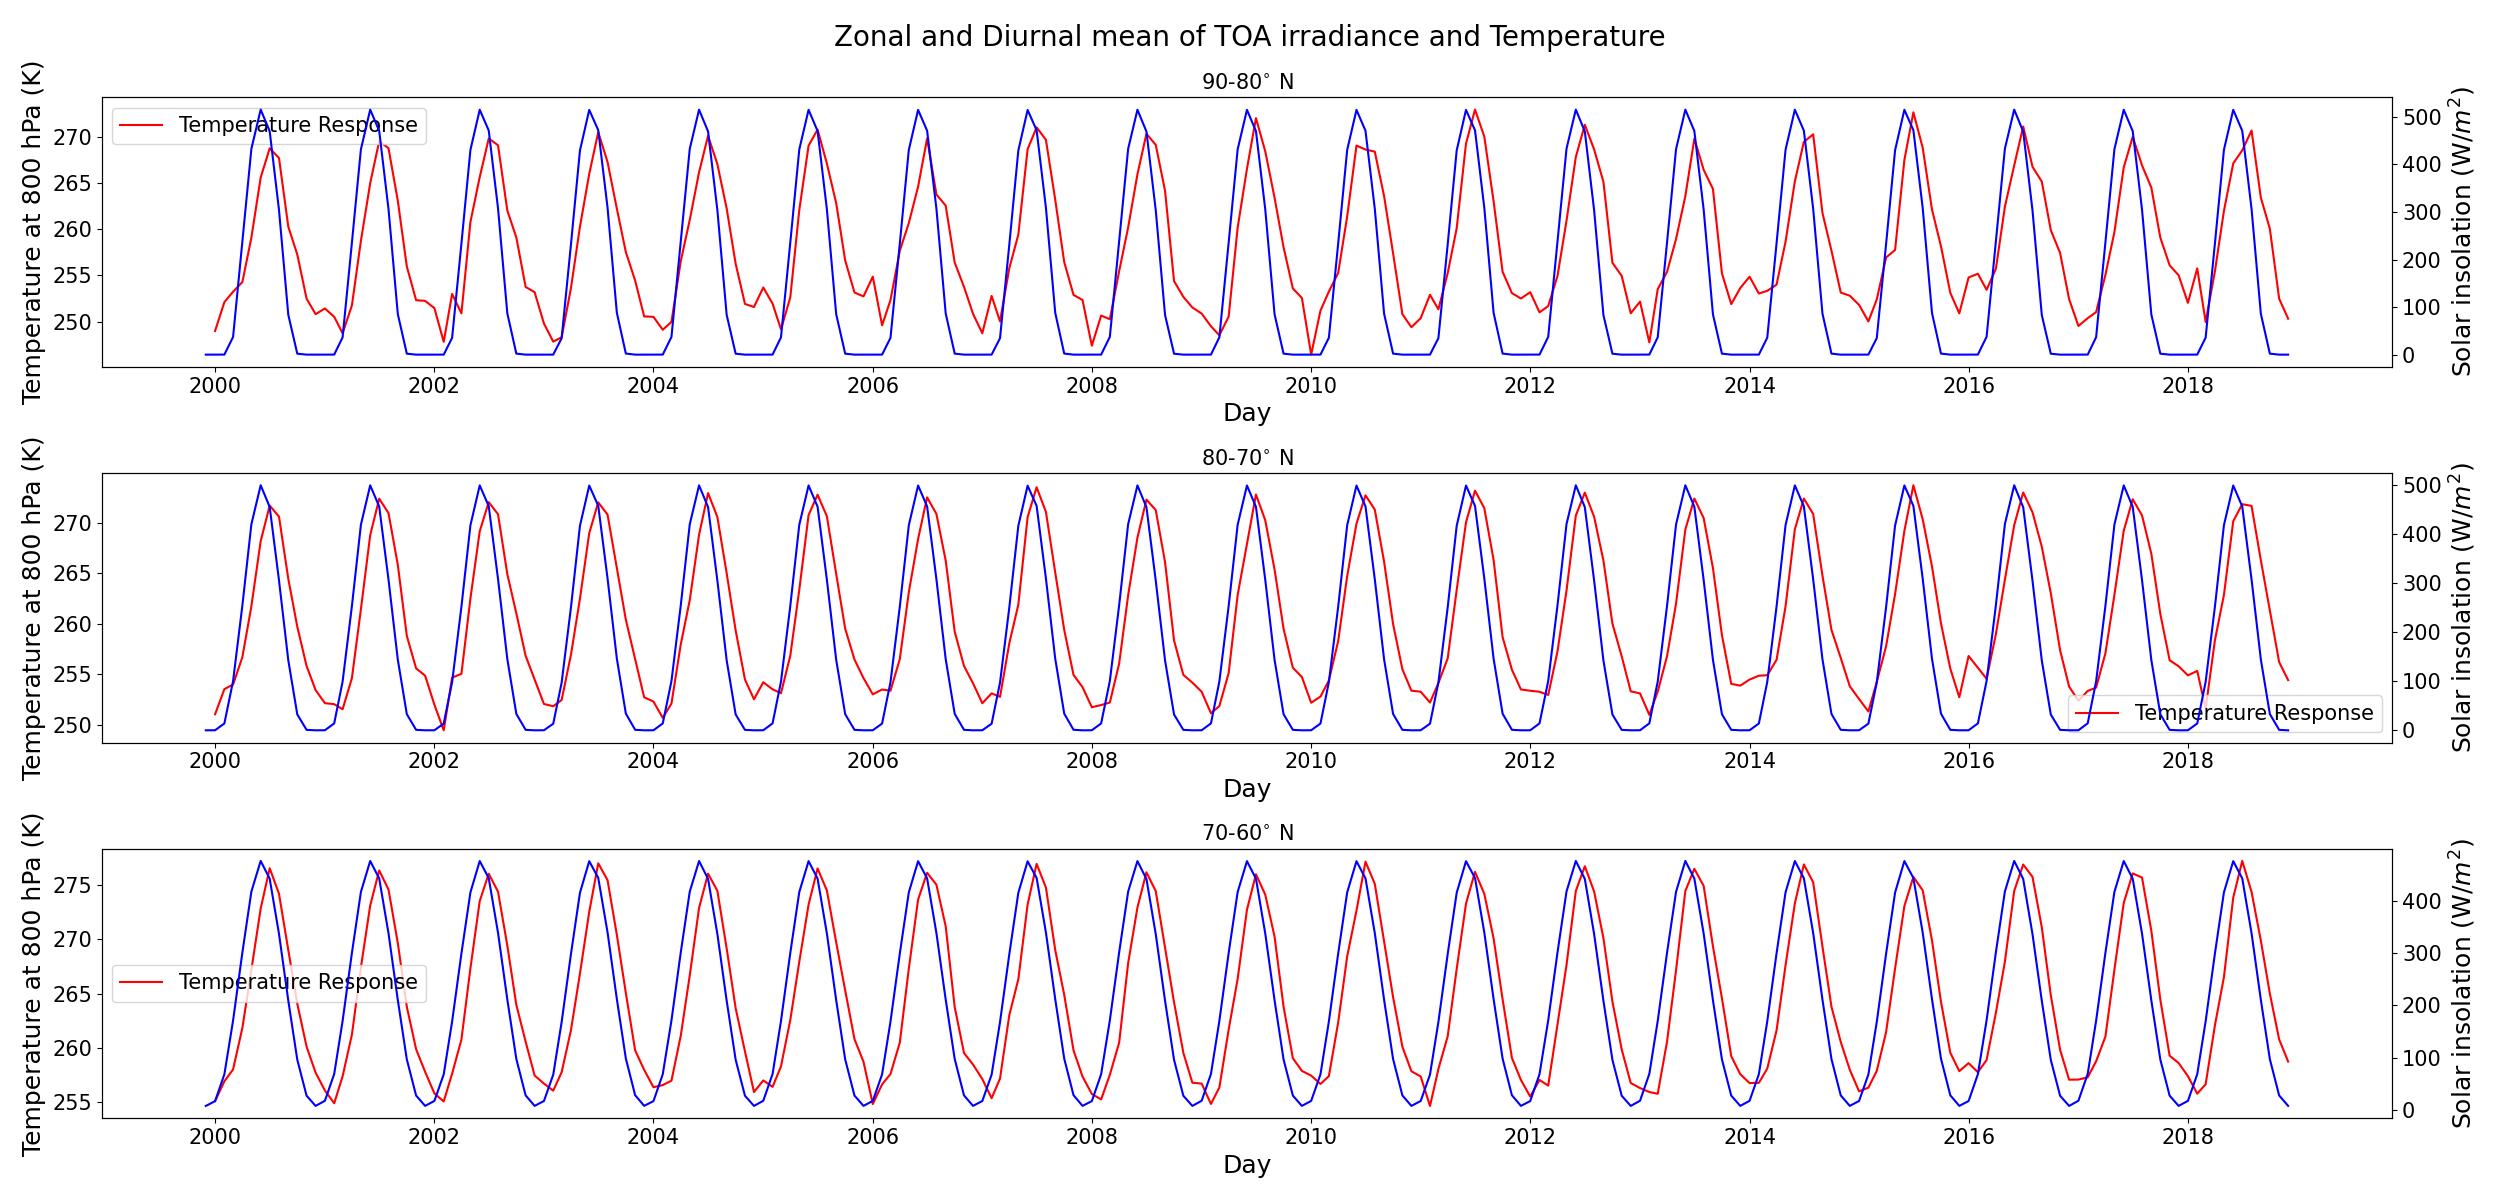 Zonal and Diurnal mean of TOA irradiance and Temperature
90-80° N
Temperature at 800 hPa (K)
270
265
260
255
250
Temperature Response
500
400
300
200
100
0
Solar insolation (W/m²)
2000 2002 2004 2006 2008 2010 2012 2014 2016 2018
Day
80-70° N
Temperature at 800 hPa (K)
270
265
260
255
250
Temperature Response
500
400
300
200
100
0
Solar insolation (W/m²)
2000 2002 2004 2006 2008 2010 2012 2014 2016 2018
Day
70-60° N
Temperature at 800 hPa (K)
275
270
265
260
255
Temperature Response
400
300
200
100
0
Solar insolation (W/m²)
2000 2002 2004 2006 2008 2010 2012 2014 2016 2018
Day